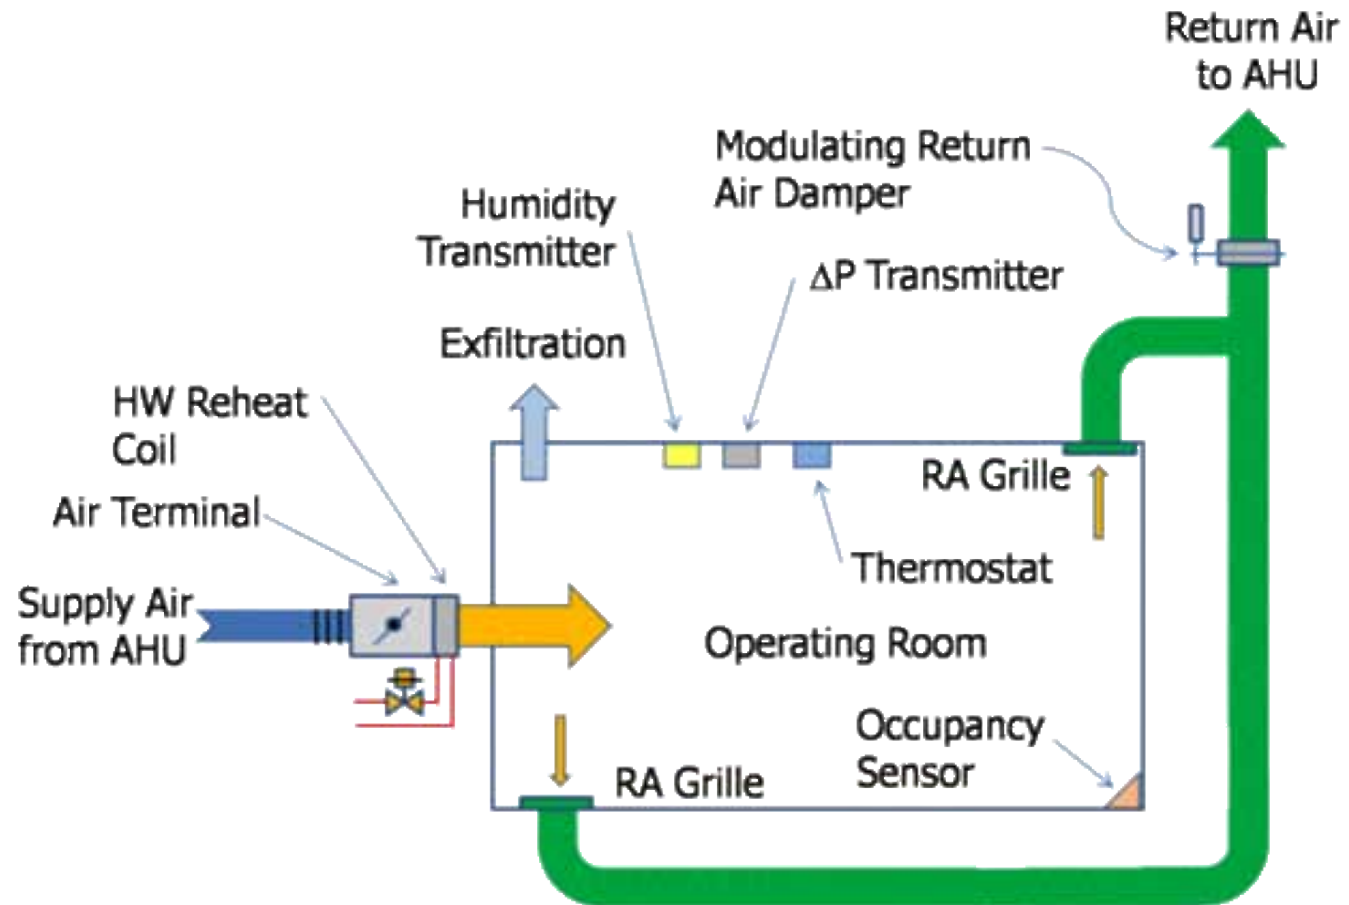 Return Air
to AHU
Modulating Return
Air Damper
Humidity
Transmitter
ΔP Transmitter
Exfiltration
HW Reheat
Coil
RA Grille
Air Terminal
Thermostat
Supply Air
from AHU
Operating Room
Occupancy
Sensor
RA Grille